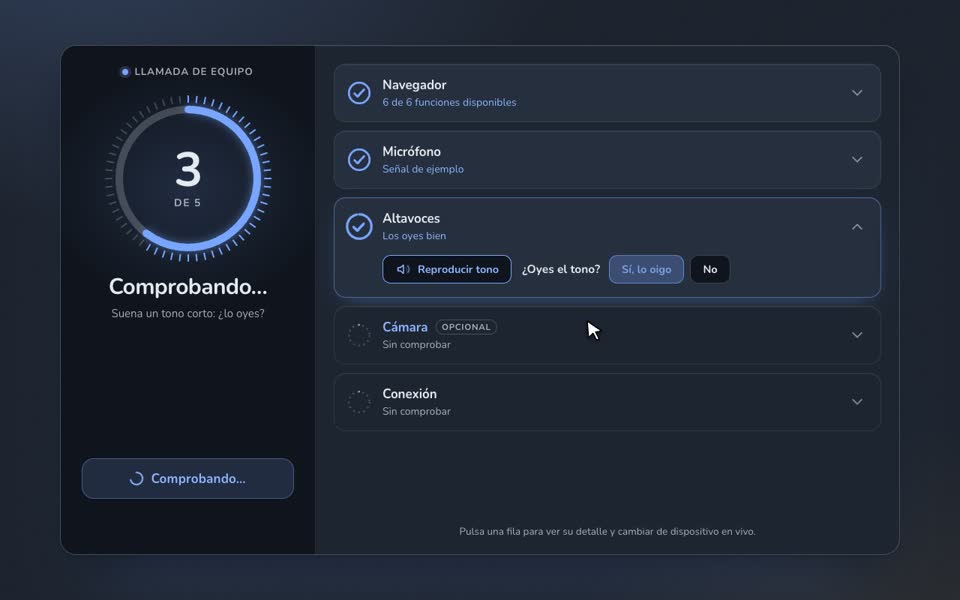 LLAMADA DE EQUIPO
3
DE 5
Comprobando...
Suena un tono corto: ¿lo oyes?
Comprobando...
Navegador
6 de 6 funciones disponibles
Micrófono
Señal de ejemplo
Altavoces
Los oyes bien
Reproducir tono ¿Oyes el tono? Sí, lo oigo No
Cámara OPCIONAL
Sin comprobar
Conexión
Sin comprobar
Pulsa una fila para ver su detalle y cambiar de dispositivo en vivo.